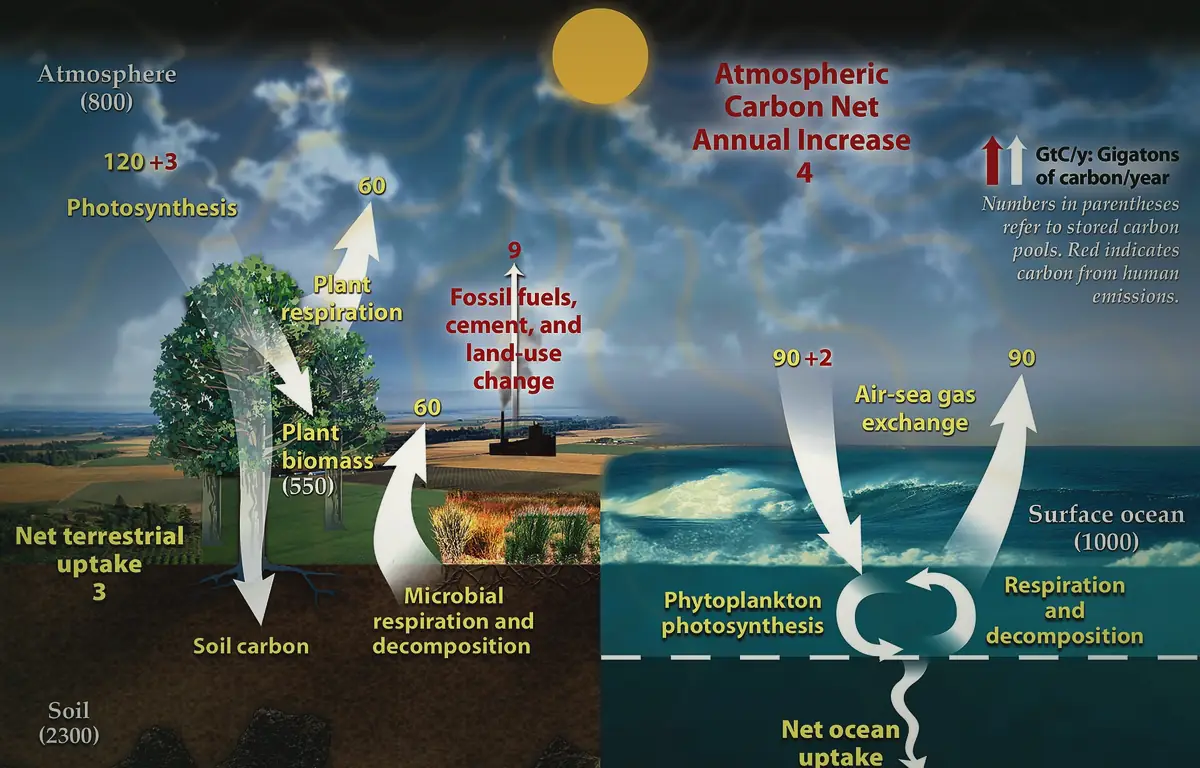 Atmosphere
(800)
120 +3
Photosynthesis
60
Plant
respiration
Plant
biomass
(550)
Net terrestrial
uptake
3
Soil carbon
Soil
(2300)
9
Fossil fuels,
cement, and
land-use
change
60
Microbial
respiration and
decomposition
Atmospheric
Carbon Net
Annual Increase
4
GtC/y: Gigatons
of carbon/year
Numbers in parentheses
refer to stored carbon
pools. Red indicates
carbon from human
emissions.
90 +2
Air-sea gas
exchange
90
Surface ocean
(1000)
Phytoplankton
photosynthesis
Respiration
and
decomposition
Net ocean
uptake